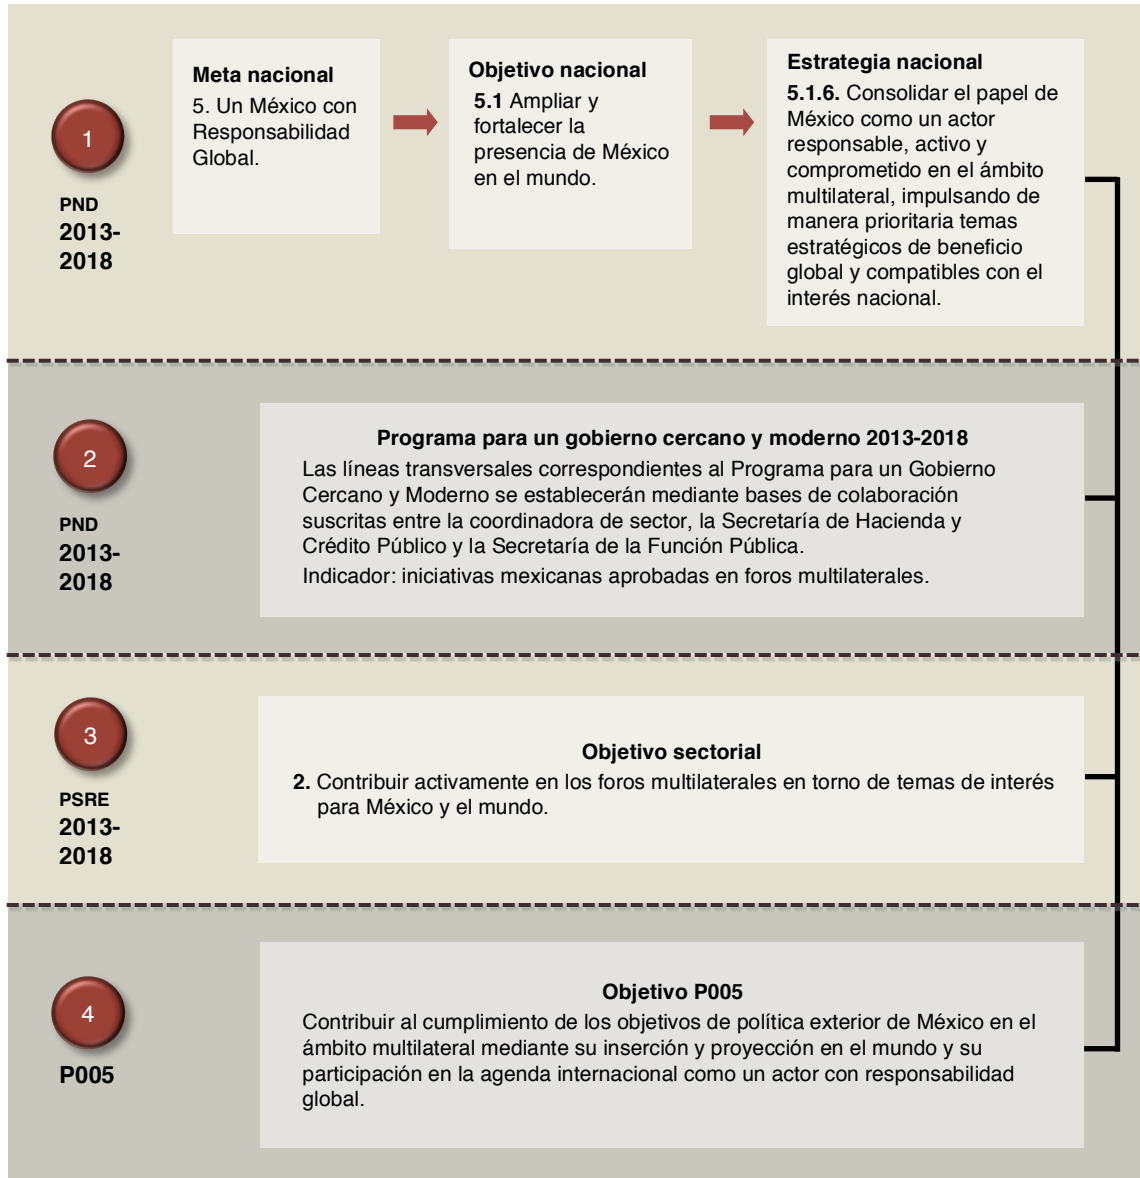 1
PND
2013-
2018
Meta nacional
5. Un México con
Responsabilidad
Global.
Objetivo nacional
5.1 Ampliar y
fortalecer la
presencia de México
en el mundo.
Estrategia nacional
5.1.6. Consolidar el papel de
México como un actor
responsable, activo y
comprometido en el ámbito
multilateral, impulsando de
manera prioritaria temas
estratégicos de beneficio
global y compatibles con el
interés nacional.
2
PND
2013-
2018
Programa para un gobierno cercano y moderno 2013-2018
Las líneas transversales correspondientes al Programa para un Gobierno
Cercano y Moderno se establecerán mediante bases de colaboración
suscritas entre la coordinadora de sector, la Secretaría de Hacienda y
Crédito Público y la Secretaría de la Función Pública.
Indicador: iniciativas mexicanas aprobadas en foros multilaterales.
3
PSRE
2013-
2018
Objetivo sectorial
2. Contribuir activamente en los foros multilaterales en torno de temas de interés
para México y el mundo.
4
P005
Objetivo P005
Contribuir al cumplimiento de los objetivos de política exterior de México en el
ámbito multilateral mediante su inserción y proyección en el mundo y su
participación en la agenda internacional como un actor con responsabilidad
global.